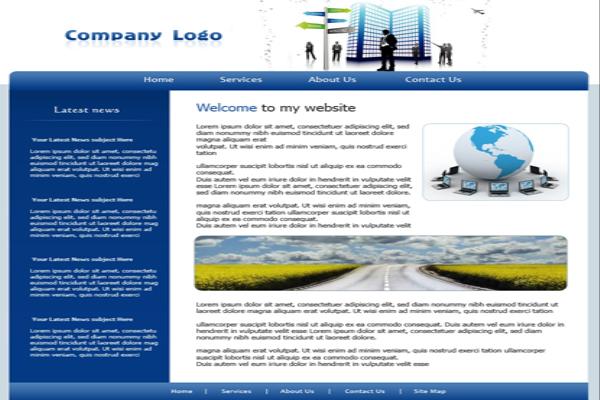 Company Logo
Home Services About Us Contact Us
Latest news
Your Latest News subject Here
Lorem ipsum dolor sit amet, consectetu
adipiscing elit, sed diam nonummy nibh
euismod tincidunt ut laoreet dolore mag
aliquam erat volutpat. Ut wisi enim ad
minim veniam, quis nostrud exerci
Your Latest News subject Here
Lorem ipsum dolor sit amet, consectetu
adipiscing elit, sed diam nonummy nibh
euismod tincidunt ut laoreet dolore mag
aliquam erat volutpat. Ut wisi enim ad
minim veniam, quis nostrud exerci
Your Latest News subject Here
Lorem ipsum dolor sit amet, consectetu
adipiscing elit, sed diam nonummy nibh
euismod tincidunt ut laoreet dolore mag
aliquam erat volutpat. Ut wisi enim ad
minim veniam, quis nostrud exerci
Your Latest News subject Here
Lorem ipsum dolor sit amet, consectetu
adipiscing elit, sed diam nonummy nibh
euismod tincidunt ut laoreet dolore mag
aliquam erat volutpat. Ut wisi enim ad
minim veniam, quis nostrud exerci
Welcome to my website
Lorem ipsum dolor sit amet, consectetuer adipiscing elit, sed
diam nonummy nibh euismod tincidunt ut laoreet dolore
magna aliquam erat
volutpat. Ut wisi enim ad minim veniam, quis nostrud exerci
tation
ullamcorper suscipit lobortis nisl ut aliquip ex ea commodo
consequat.
Duis autem vel eum iriure dolor in hendrerit in vulputate velit
esse Lorem ipsum dolor sit amet, consectetuer adipiscing elit,
sed diam nonummy nibh euismod tincidunt ut laoreet dolore.
magna aliquam erat volutpat. Ut wisi enim ad minim veniam,
quis nostrud exerci tation ullamcorper suscipit lobortis nisl ut
aliquip ex ea commodo consequat.
Duis autem vel eum iriure dolor in hendrerit in vulputate velit
Lorem ipsum dolor sit amet, consectetuer adipiscing elit, sed diam nonummy nibh euismod tincidunt ut
laoreet dolore magna aliquam erat volutpat. Ut wisi enim ad minim veniam, quis nostrud exerci tation
ullamcorper suscipit lobortis nisl ut aliquip ex ea commodo consequat. Duis autem vel eum iriure dolor in
hendrerit in vulputate velit esse Lorem ipsum dolor sit amet, consectetuer adipiscing elit, sed diam
nonummy nibh euismod tincidunt ut laoreet dolore.
magna aliquam erat volutpat. Ut wisi enim ad minim veniam, quis nostrud exerci tation ullamcorper
suscipit lobortis nisl ut aliquip ex ea commodo consequat.
Duis autem vel eum iriure dolor in hendrerit in vulputate velit esse
Home | Services | About Us | Contact Us | Site Map